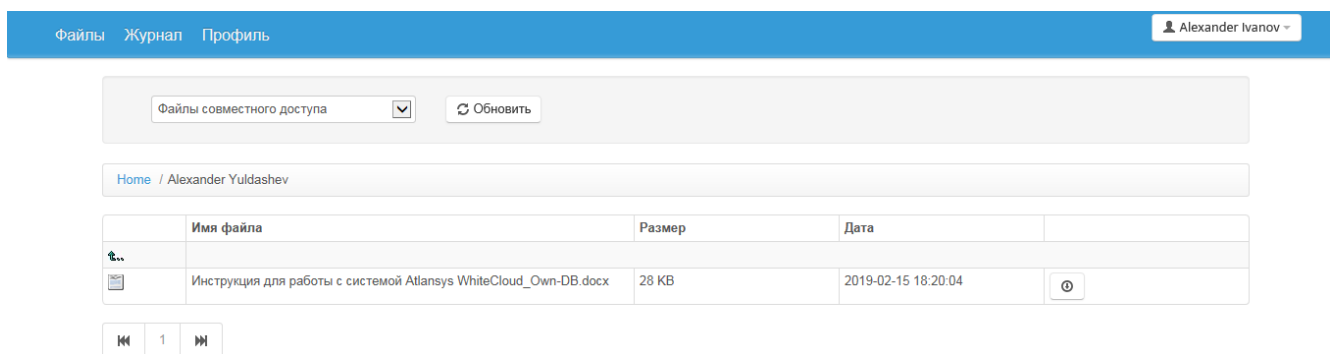 Файлы Журнал Профиль Alexander Ivanov
Файлы совместного доступа Обновить
Home / Alexander Yuldashev
Имя файла Размер Дата
..
Инструкция для работы с системой Atlansys WhiteCloud_Own-DB.docx 28 KB 2019-02-15 18:20:04
1